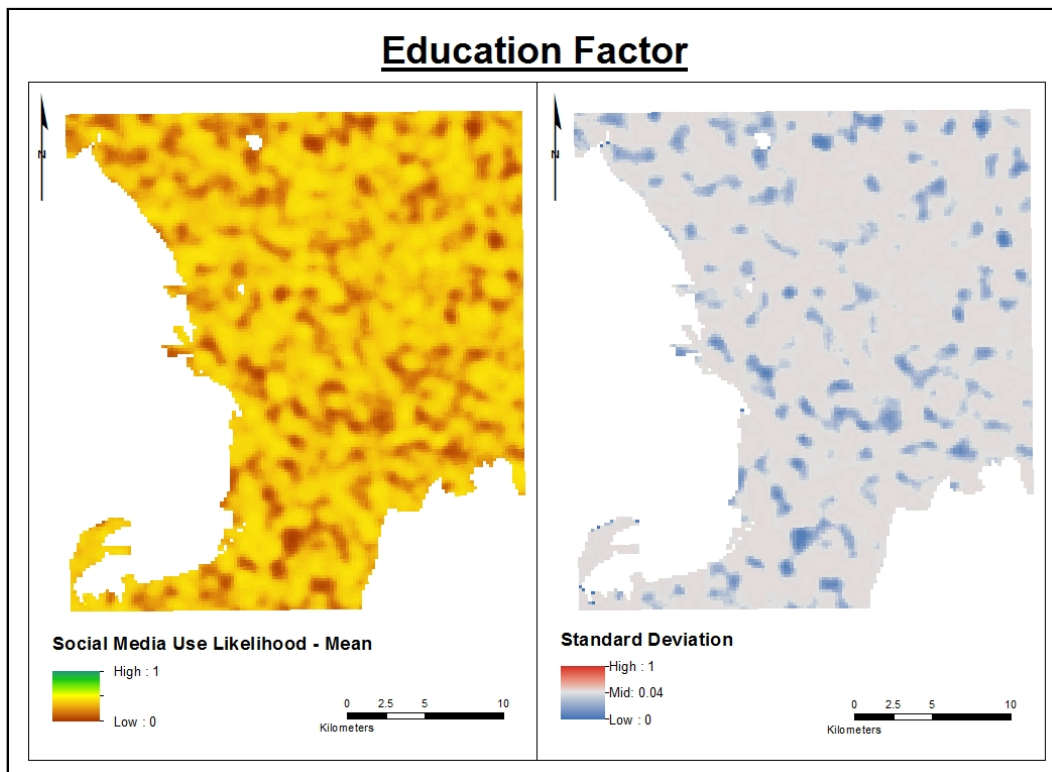 Education Factor
N
Social Media Use Likelihood - Mean
High : 1
Low : 0
0 2.5 5 10
Kilometers
N
Standard Deviation
High : 1
Mid: 0.04
Low : 0
0 2.5 5 10
Kilometers